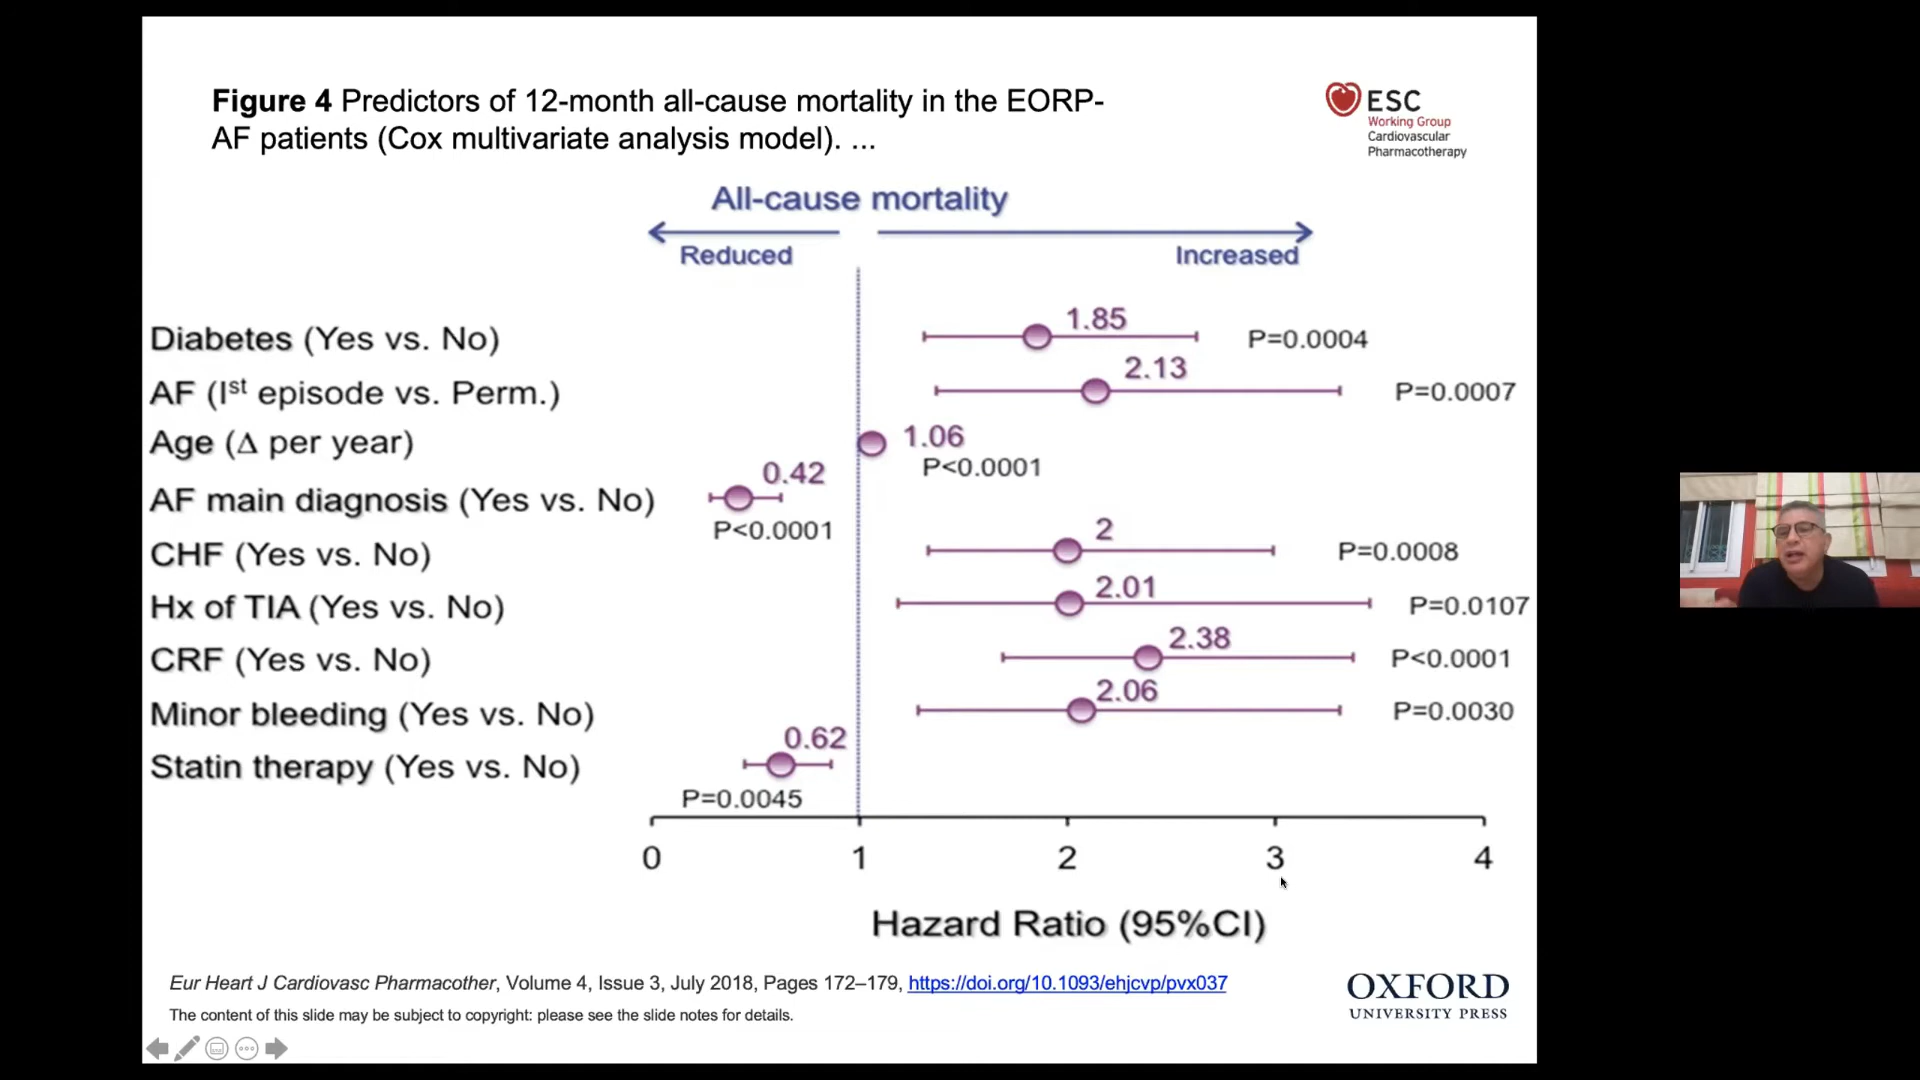 Figure 4 Predictors of 12-month all-cause mortality in the EORP-
AF patients (Cox multivariate analysis model). ...
ESC
Working Group
Cardiovascular
Pharmacotherapy
All-cause mortality
Reduced
Increased
Diabetes (Yes vs. No)
1.85
P=0.0004
AF (Ist episode vs. Perm.)
2.13
P=0.0007
Age (Δ per year)
1.06
P<0.0001
AF main diagnosis (Yes vs. No)
0.42
P<0.0001
CHF (Yes vs. No)
2
P=0.0008
Hx of TIA (Yes vs. No)
2.01
P=0.0107
CRF (Yes vs. No)
2.38
P<0.0001
Minor bleeding (Yes vs. No)
2.06
P=0.0030
Statin therapy (Yes vs. No)
0.62
P=0.0045
0 1 2 3 4
Hazard Ratio (95%CI)
Eur Heart J Cardiovasc Pharmacother, Volume 4, Issue 3, July 2018, Pages 172–179, https://doi.org/10.1093/ehjcvp/pvx037
The content of this slide may be subject to copyright: please see the slide notes for details.
OXFORD
UNIVERSITY PRESS